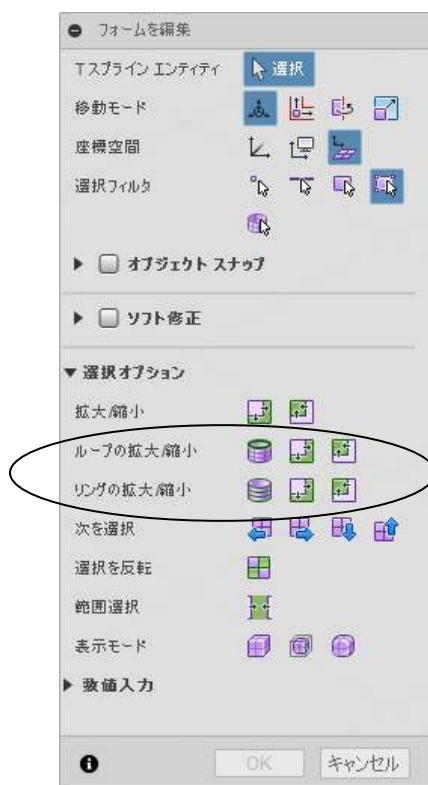 フォームを編集
Tスプライン エンティティ 選択
移動モード
座標空間
選択フィルタ
オブジェクト スナップ
ソフト修正
選択オプション
拡大/縮小
ループの拡大/縮小
リングの拡大/縮小
次を選択
選択を反転
範囲選択
表示モード
数値入力
OK キャンセル